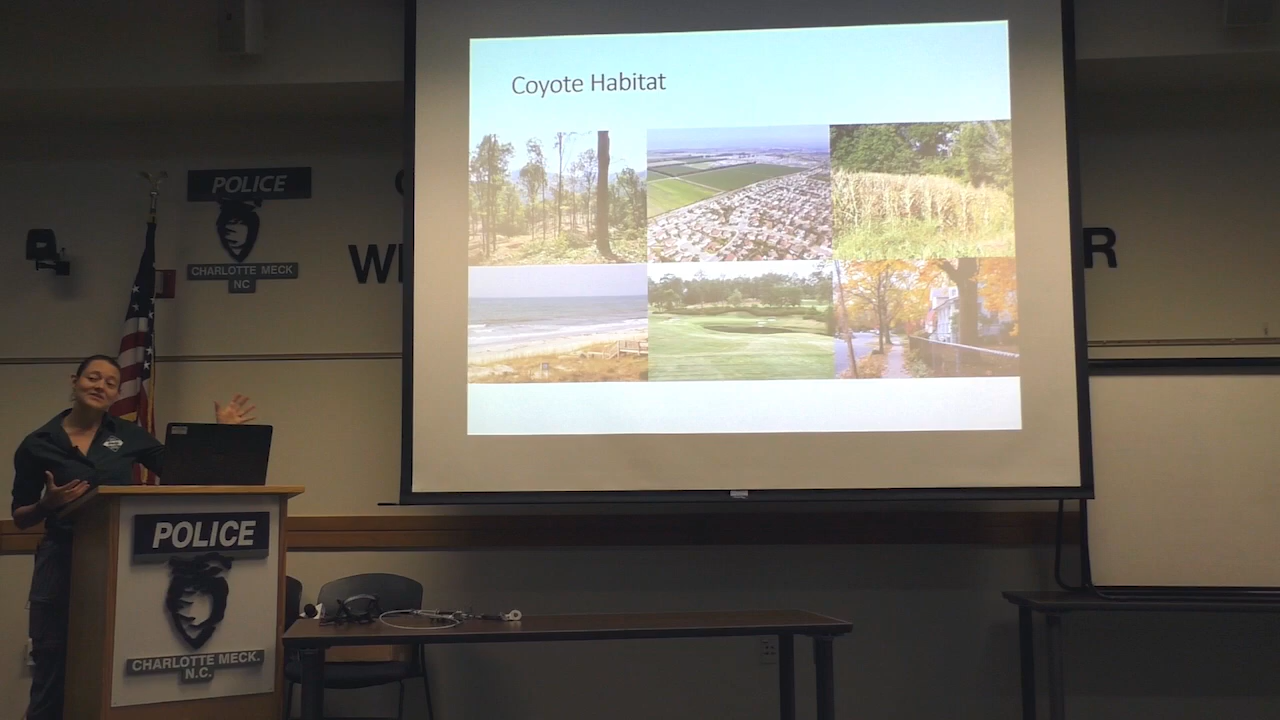 Coyote Habitat
POLICE
CHARLOTTE MECK
NC
POLICE
CHARLOTTE MECK.
N.C.